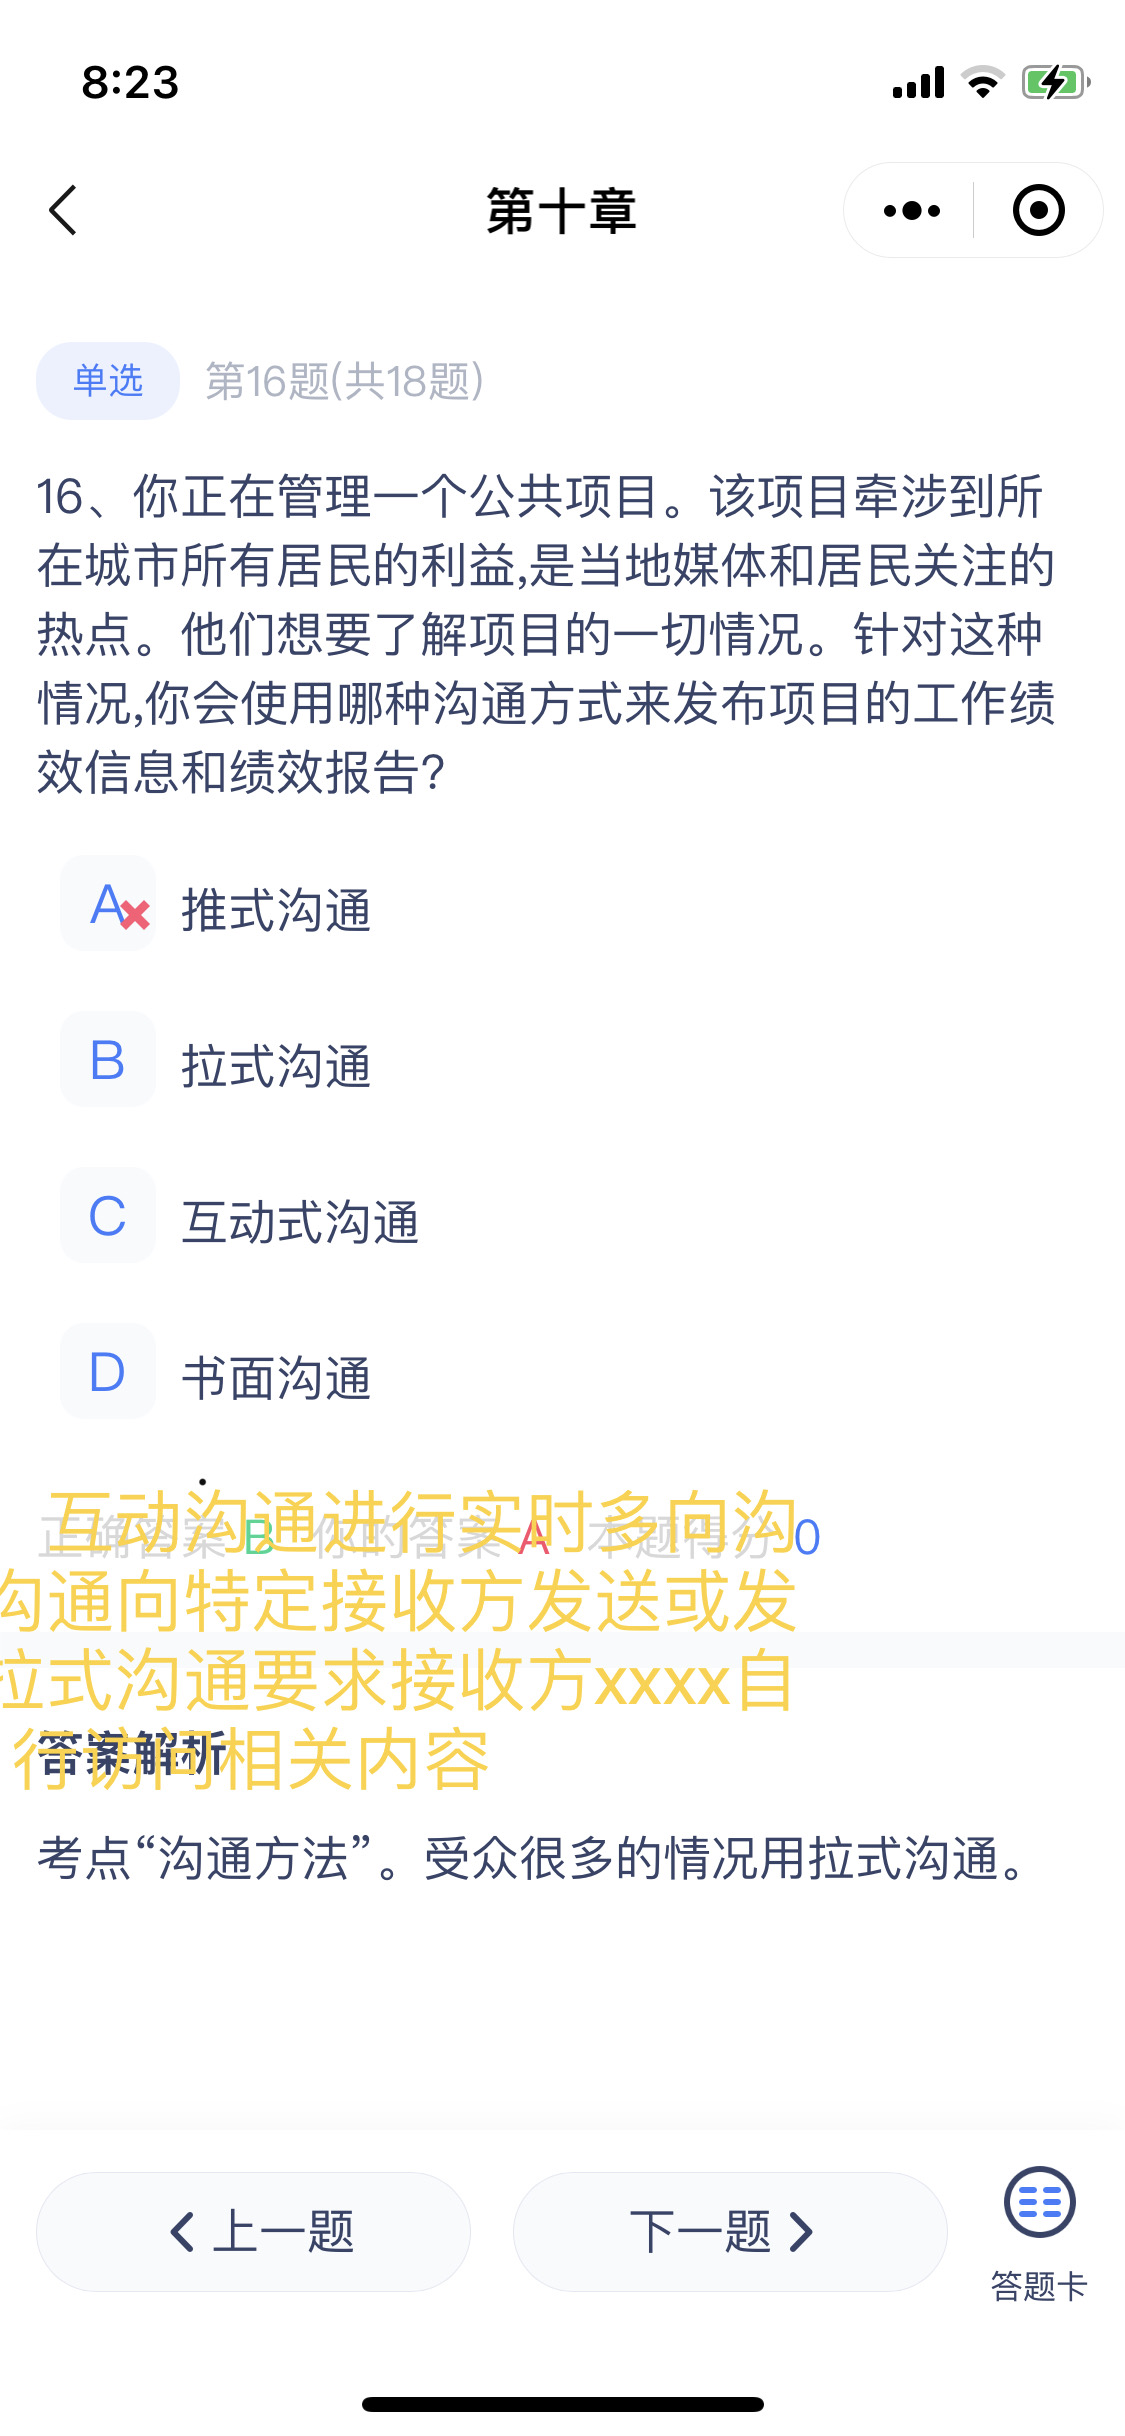 8:23
第十章
单选 第16题(共18题)
16、你正在管理一个公共项目。该项目牵涉到所
在城市所有居民的利益,是当地媒体和居民关注的
热点。他们想要了解项目的一切情况。针对这种
情况,你会使用哪种沟通方式来发布项目的工作绩
效信息和绩效报告?
A 推式沟通
B 拉式沟通
C 互动式沟通
D 书面沟通
正确答案 B 你的答案 A 本题得分 0
互动沟通进行实时多向沟
沟通向特定接收方发送或发
拉式沟通要求接收方xxxx自
行访问相关内容
答案解析
考点“沟通方法”。受众很多的情况用拉式沟通。
上一题
下一题
答题卡